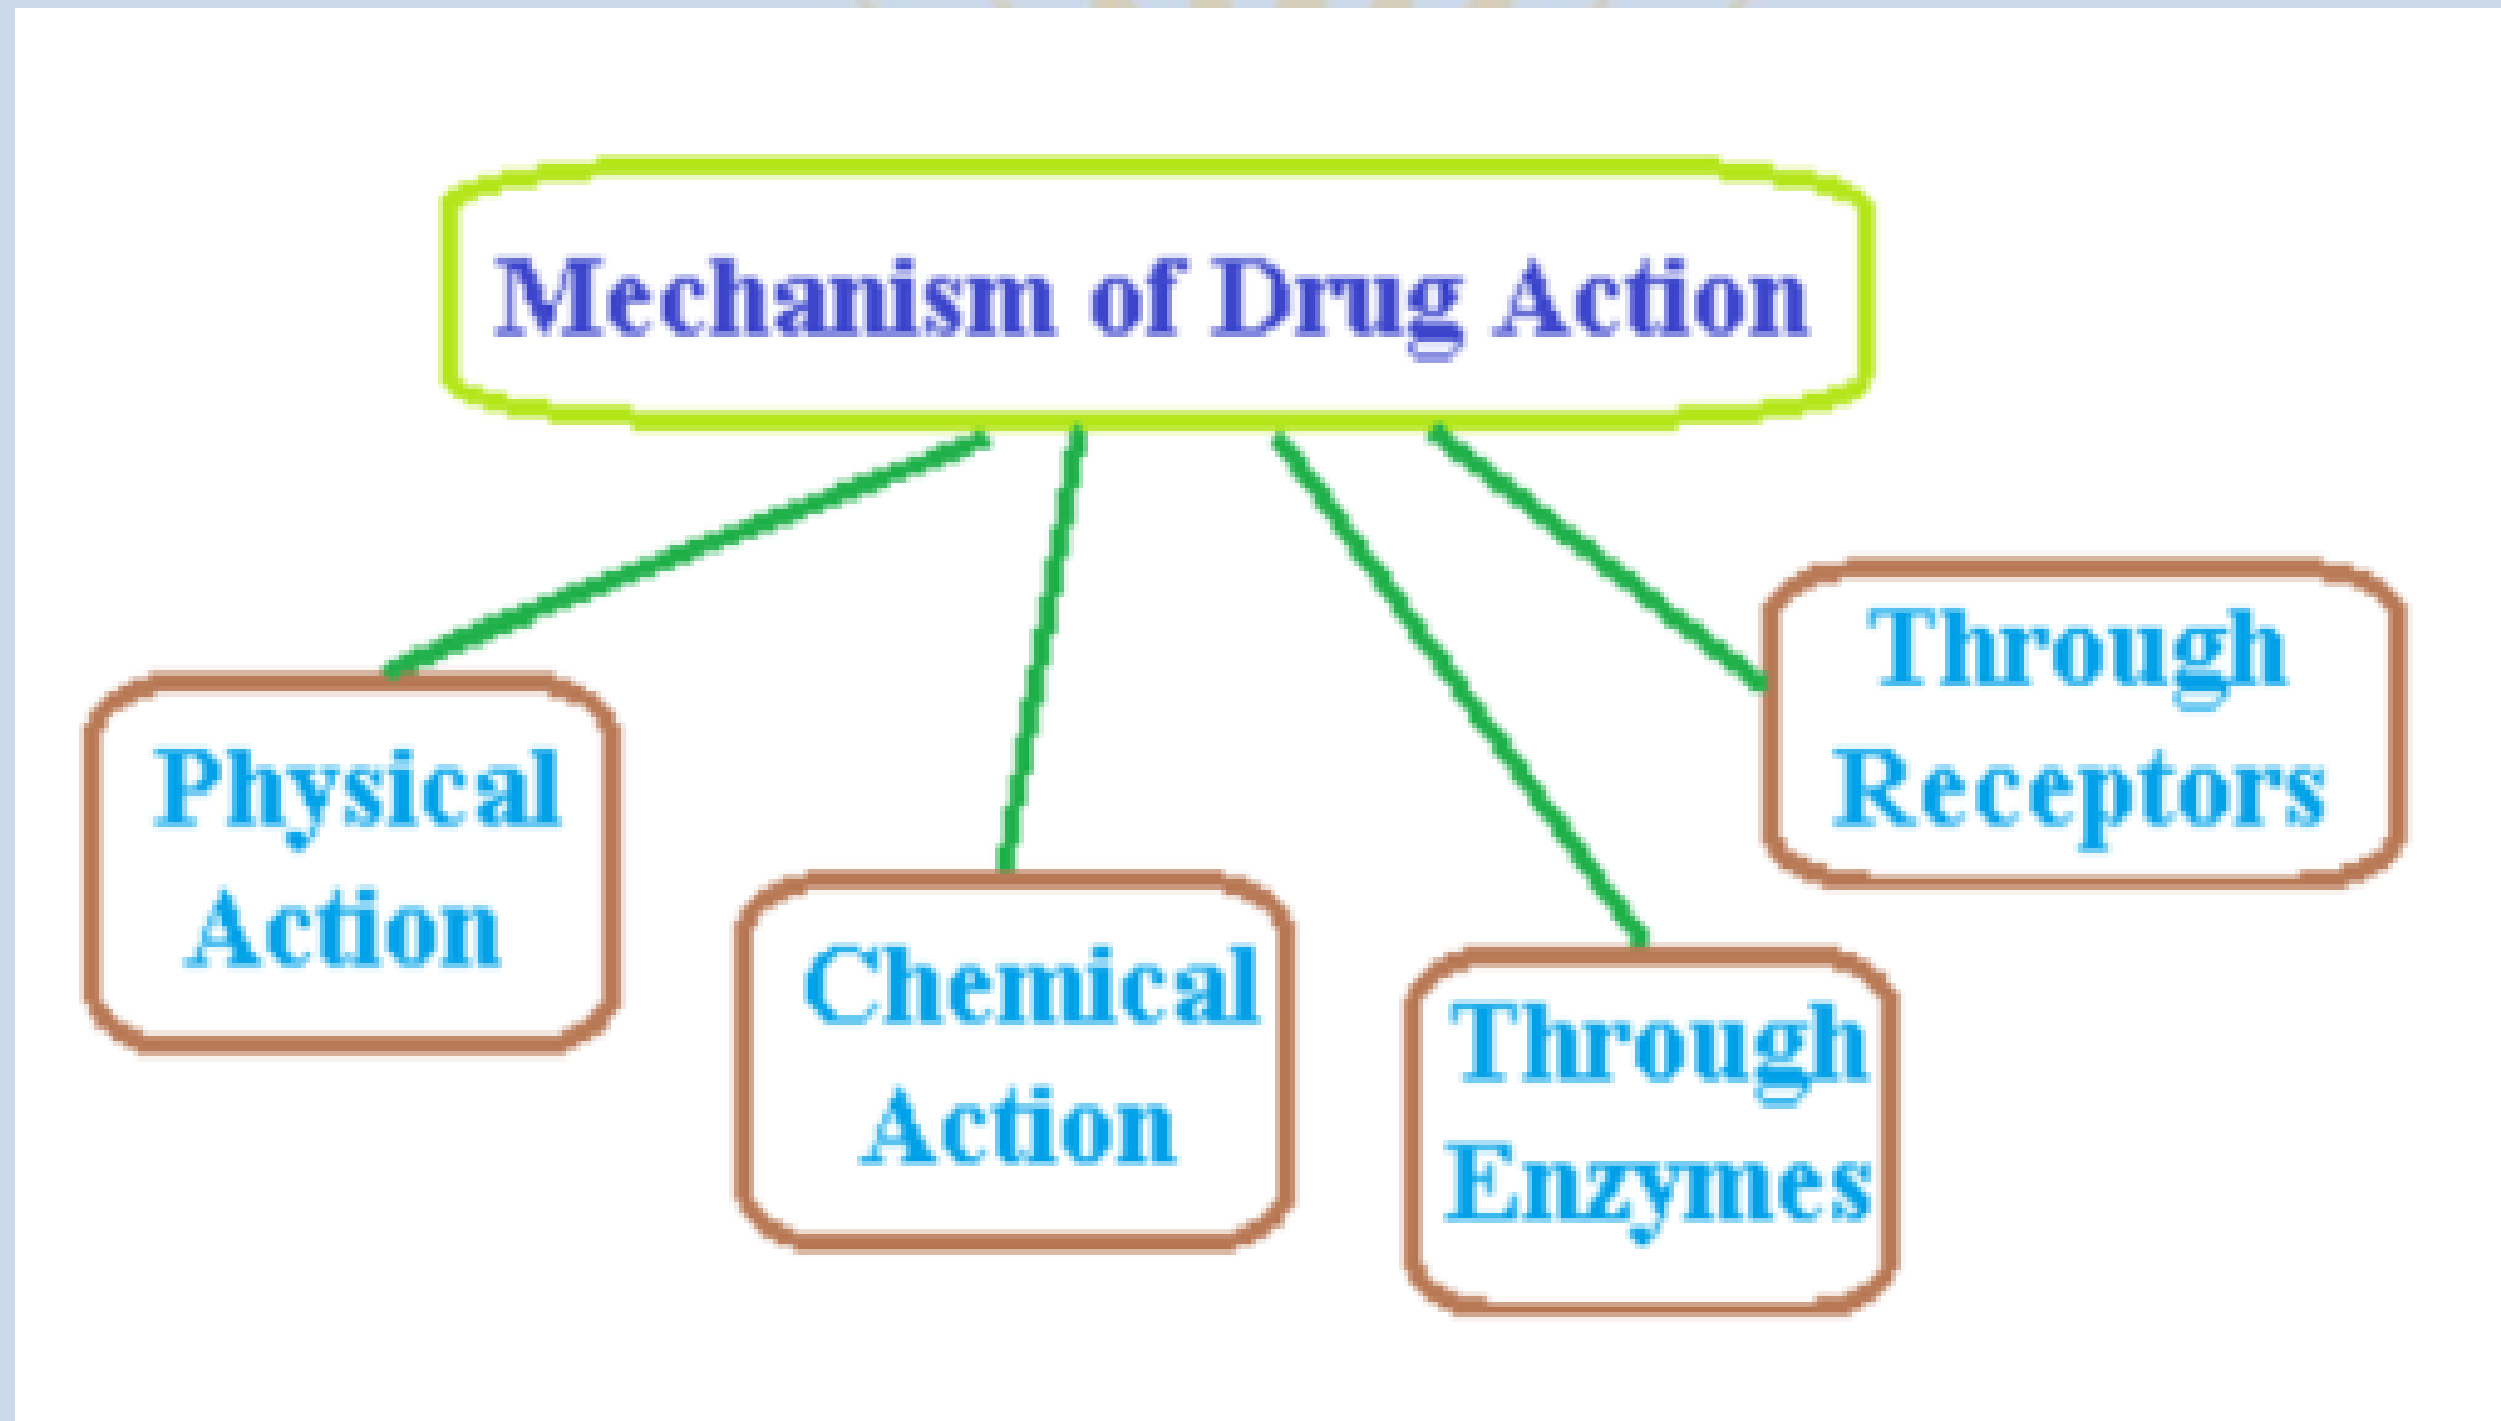 Mechanism of Drug Action
Physical
Action
Chemical
Action
Through
Enzymes
Through
Receptors